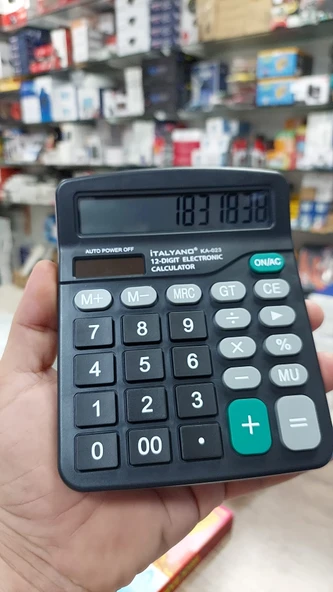 1831838
AUTO POWER OFF
iTALYANO® KA-023
12-DIGIT ELECTRONIC
CALCULATOR
ON/AC
M+ M− MRC GT CE
7 8 9 ÷ ▶
4 5 6 × %
1 2 3 − MU
0 00 • + =